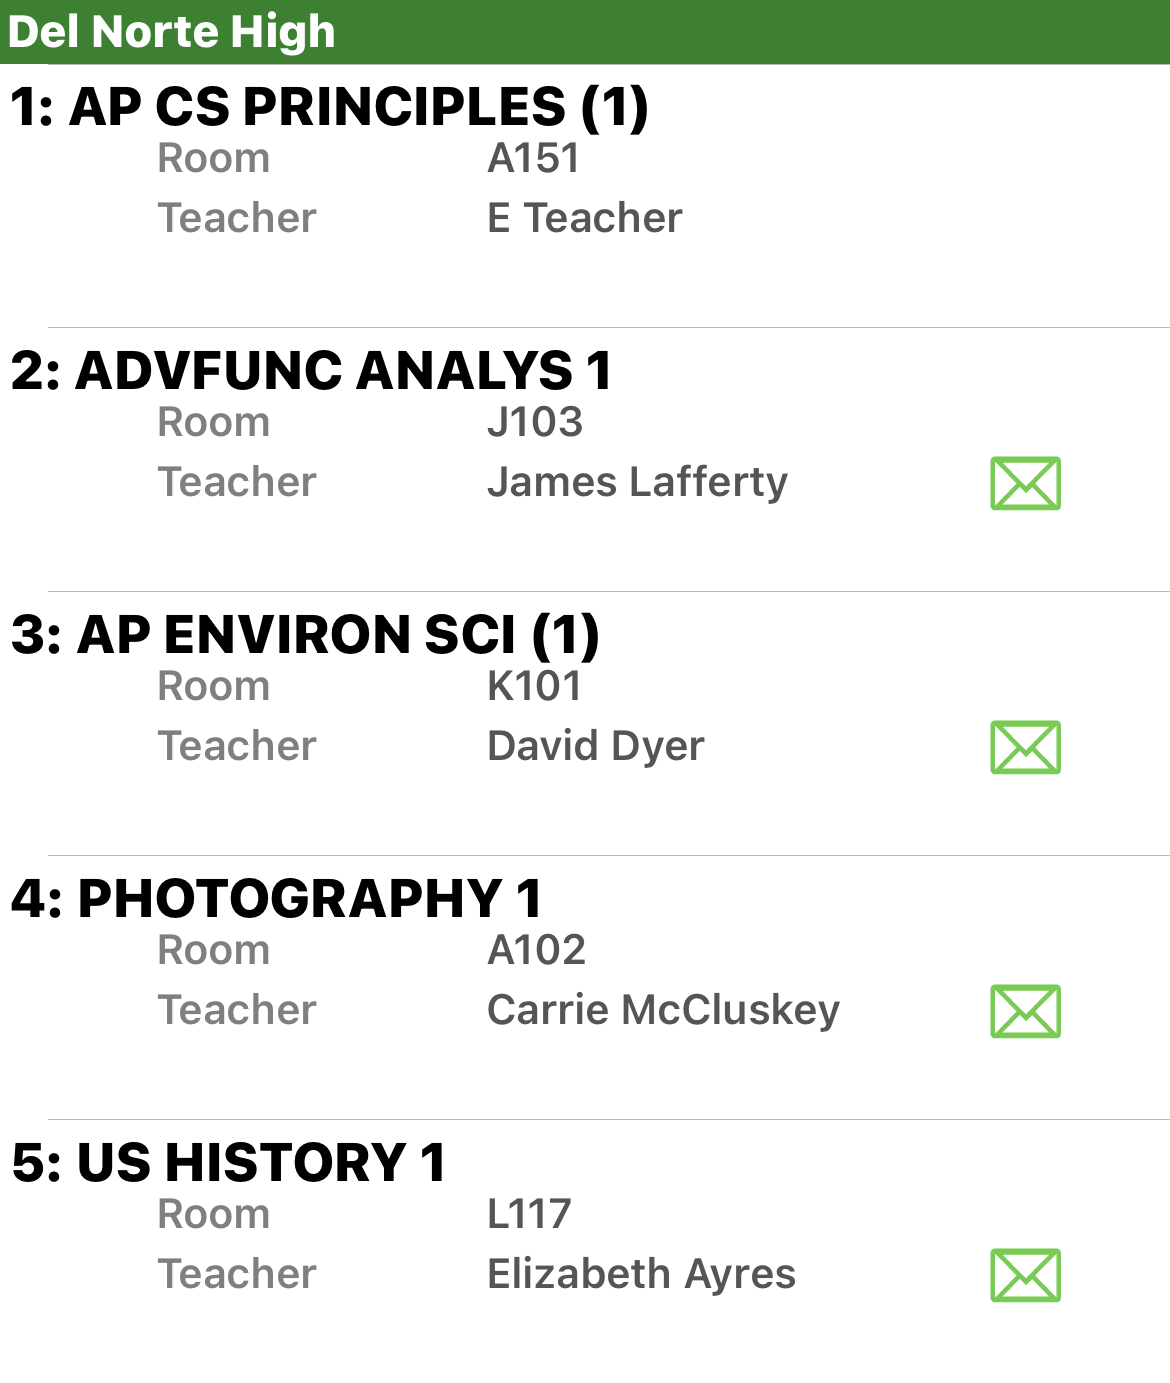 Del Norte High
1: AP CS PRINCIPLES (1)
Room A151
Teacher E Teacher
2: ADVFUNC ANALYS 1
Room J103
Teacher James Lafferty
3: AP ENVIRON SCI (1)
Room K101
Teacher David Dyer
4: PHOTOGRAPHY 1
Room A102
Teacher Carrie McCluskey
5: US HISTORY 1
Room L117
Teacher Elizabeth Ayres